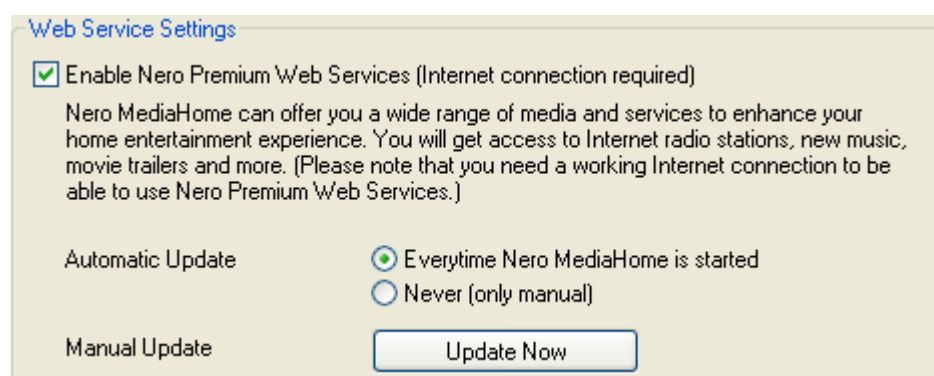 Web Service Settings
Enable Nero Premium Web Services (Internet connection required)
Nero MediaHome can offer you a wide range of media and services to enhance your
home entertainment experience. You will get access to Internet radio stations, new music,
movie trailers and more. (Please note that you need a working Internet connection to be
able to use Nero Premium Web Services.)
Automatic Update
Everytime Nero MediaHome is started
Never (only manual)
Manual Update
Update Now